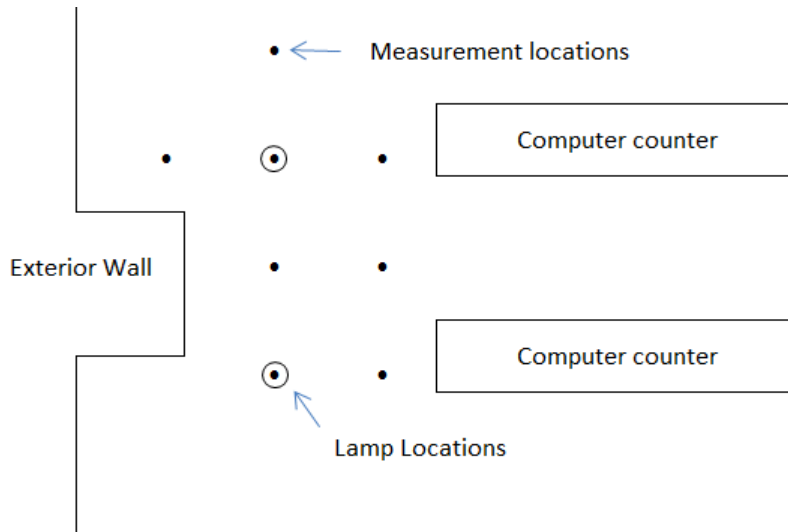 Measurement locations
Computer counter
Exterior Wall
Computer counter
Lamp Locations